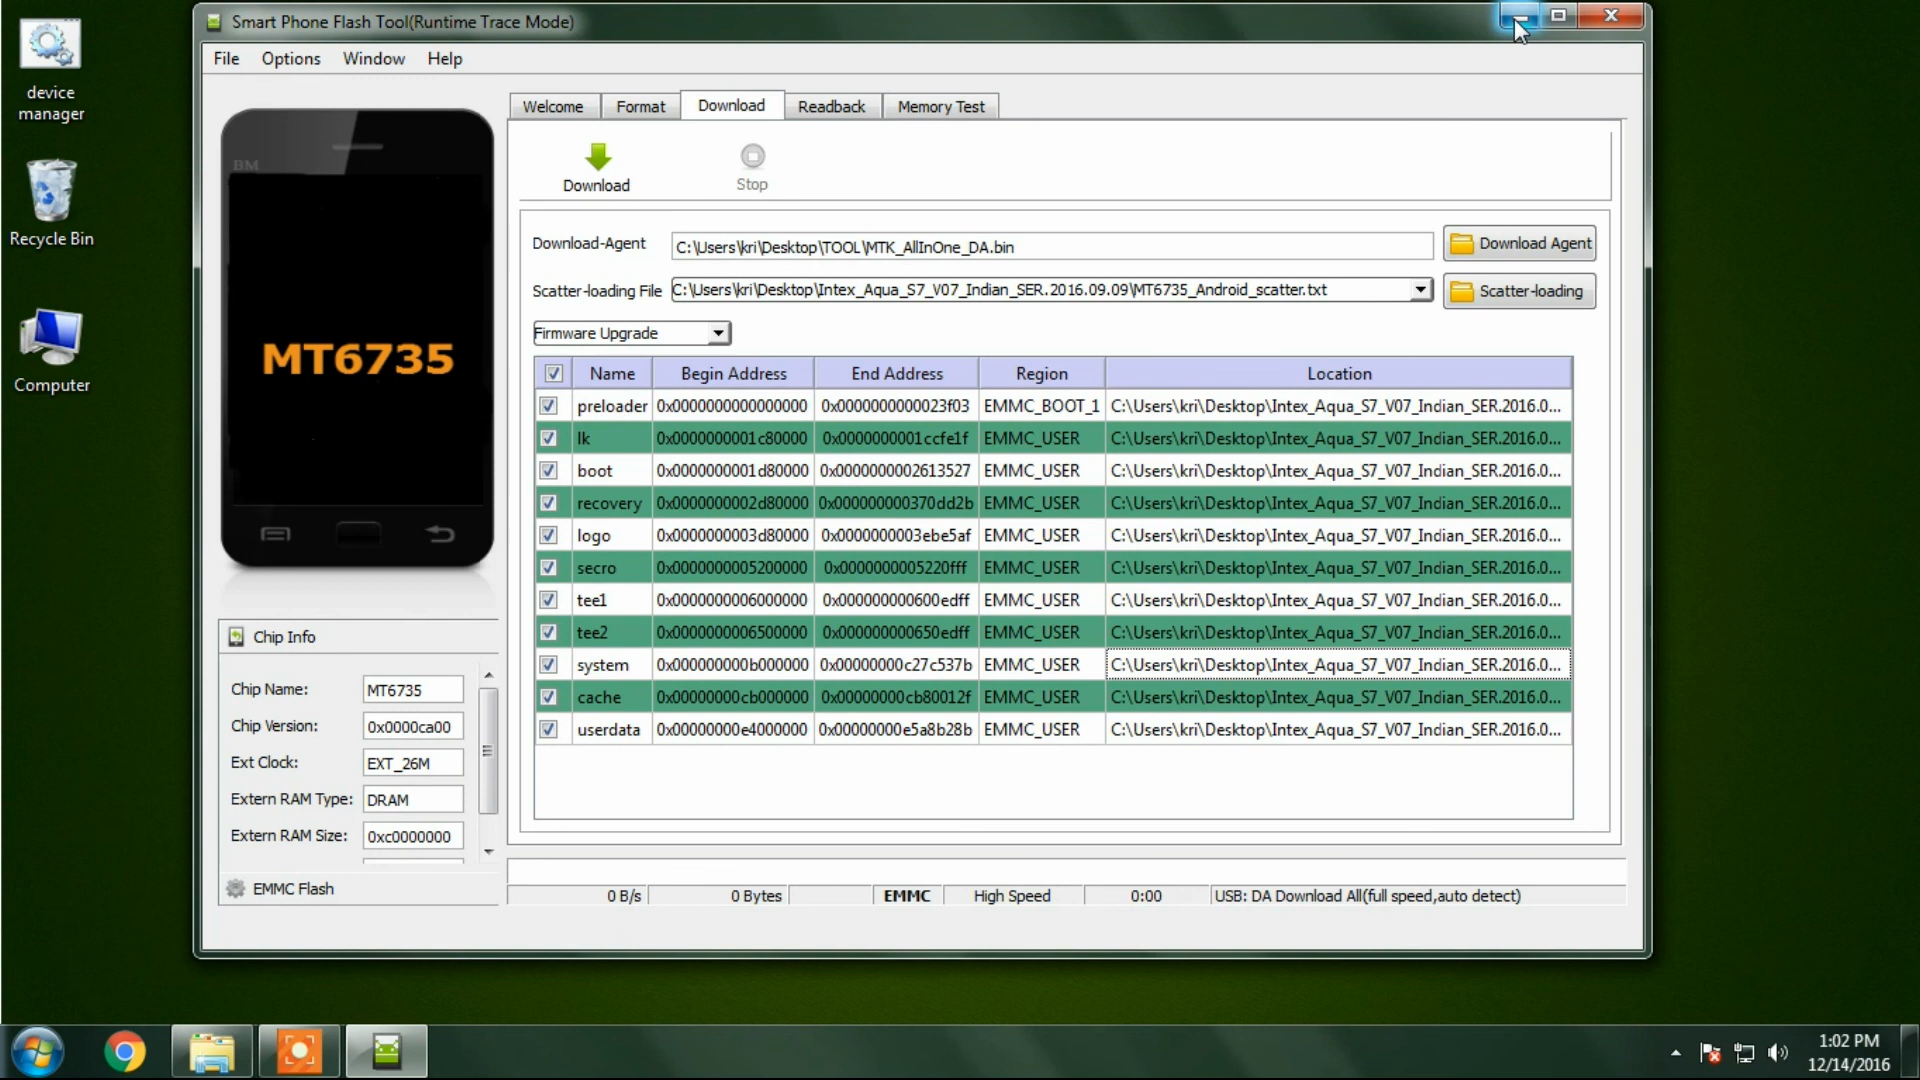 device
manager
Recycle Bin
Computer
Smart Phone Flash Tool(Runtime Trace Mode)
File Options Window Help
BM
MT6735
Welcome Format Download Readback Memory Test
Download Stop
Download-Agent C:\Users\kri\Desktop\TOOL\MTK_AllInOne_DA.bin Download Agent
Scatter-loading File C:\Users\kri\Desktop\Intex_Aqua_S7_V07_Indian_SER.2016.09.09\MT6735_Android_scatter.txt Scatter-loading
Firmware Upgrade
Name Begin Address End Address Region Location
preloader 0x0000000000000000 0x0000000000023f03 EMMC_BOOT_1 C:\Users\kri\Desktop\Intex_Aqua_S7_V07_Indian_SER.2016.0...
lk 0x0000000001c80000 0x0000000001ccfe1f EMMC_USER C:\Users\kri\Desktop\Intex_Aqua_S7_V07_Indian_SER.2016.0...
boot 0x0000000001d80000 0x0000000002613527 EMMC_USER C:\Users\kri\Desktop\Intex_Aqua_S7_V07_Indian_SER.2016.0...
recovery 0x0000000002d80000 0x000000000370dd2b EMMC_USER C:\Users\kri\Desktop\Intex_Aqua_S7_V07_Indian_SER.2016.0...
logo 0x0000000003d80000 0x0000000003ebe5af EMMC_USER C:\Users\kri\Desktop\Intex_Aqua_S7_V07_Indian_SER.2016.0...
secro 0x0000000005200000 0x0000000005220fff EMMC_USER C:\Users\kri\Desktop\Intex_Aqua_S7_V07_Indian_SER.2016.0...
tee1 0x0000000006000000 0x000000000600edff EMMC_USER C:\Users\kri\Desktop\Intex_Aqua_S7_V07_Indian_SER.2016.0...
tee2 0x0000000006500000 0x000000000650edff EMMC_USER C:\Users\kri\Desktop\Intex_Aqua_S7_V07_Indian_SER.2016.0...
system 0x000000000b000000 0x00000000c27c537b EMMC_USER C:\Users\kri\Desktop\Intex_Aqua_S7_V07_Indian_SER.2016.0...
cache 0x00000000cb000000 0x00000000cb80012f EMMC_USER C:\Users\kri\Desktop\Intex_Aqua_S7_V07_Indian_SER.2016.0...
userdata 0x00000000e4000000 0x00000000e5a8b28b EMMC_USER C:\Users\kri\Desktop\Intex_Aqua_S7_V07_Indian_SER.2016.0...
Chip Info
Chip Name: MT6735
Chip Version: 0x0000ca00
Ext Clock: EXT_26M
Extern RAM Type: DRAM
Extern RAM Size: 0xc0000000
EMMC Flash
0 B/s 0 Bytes EMMC High Speed 0:00 USB: DA Download All(full speed,auto detect)
1:02 PM
12/14/2016